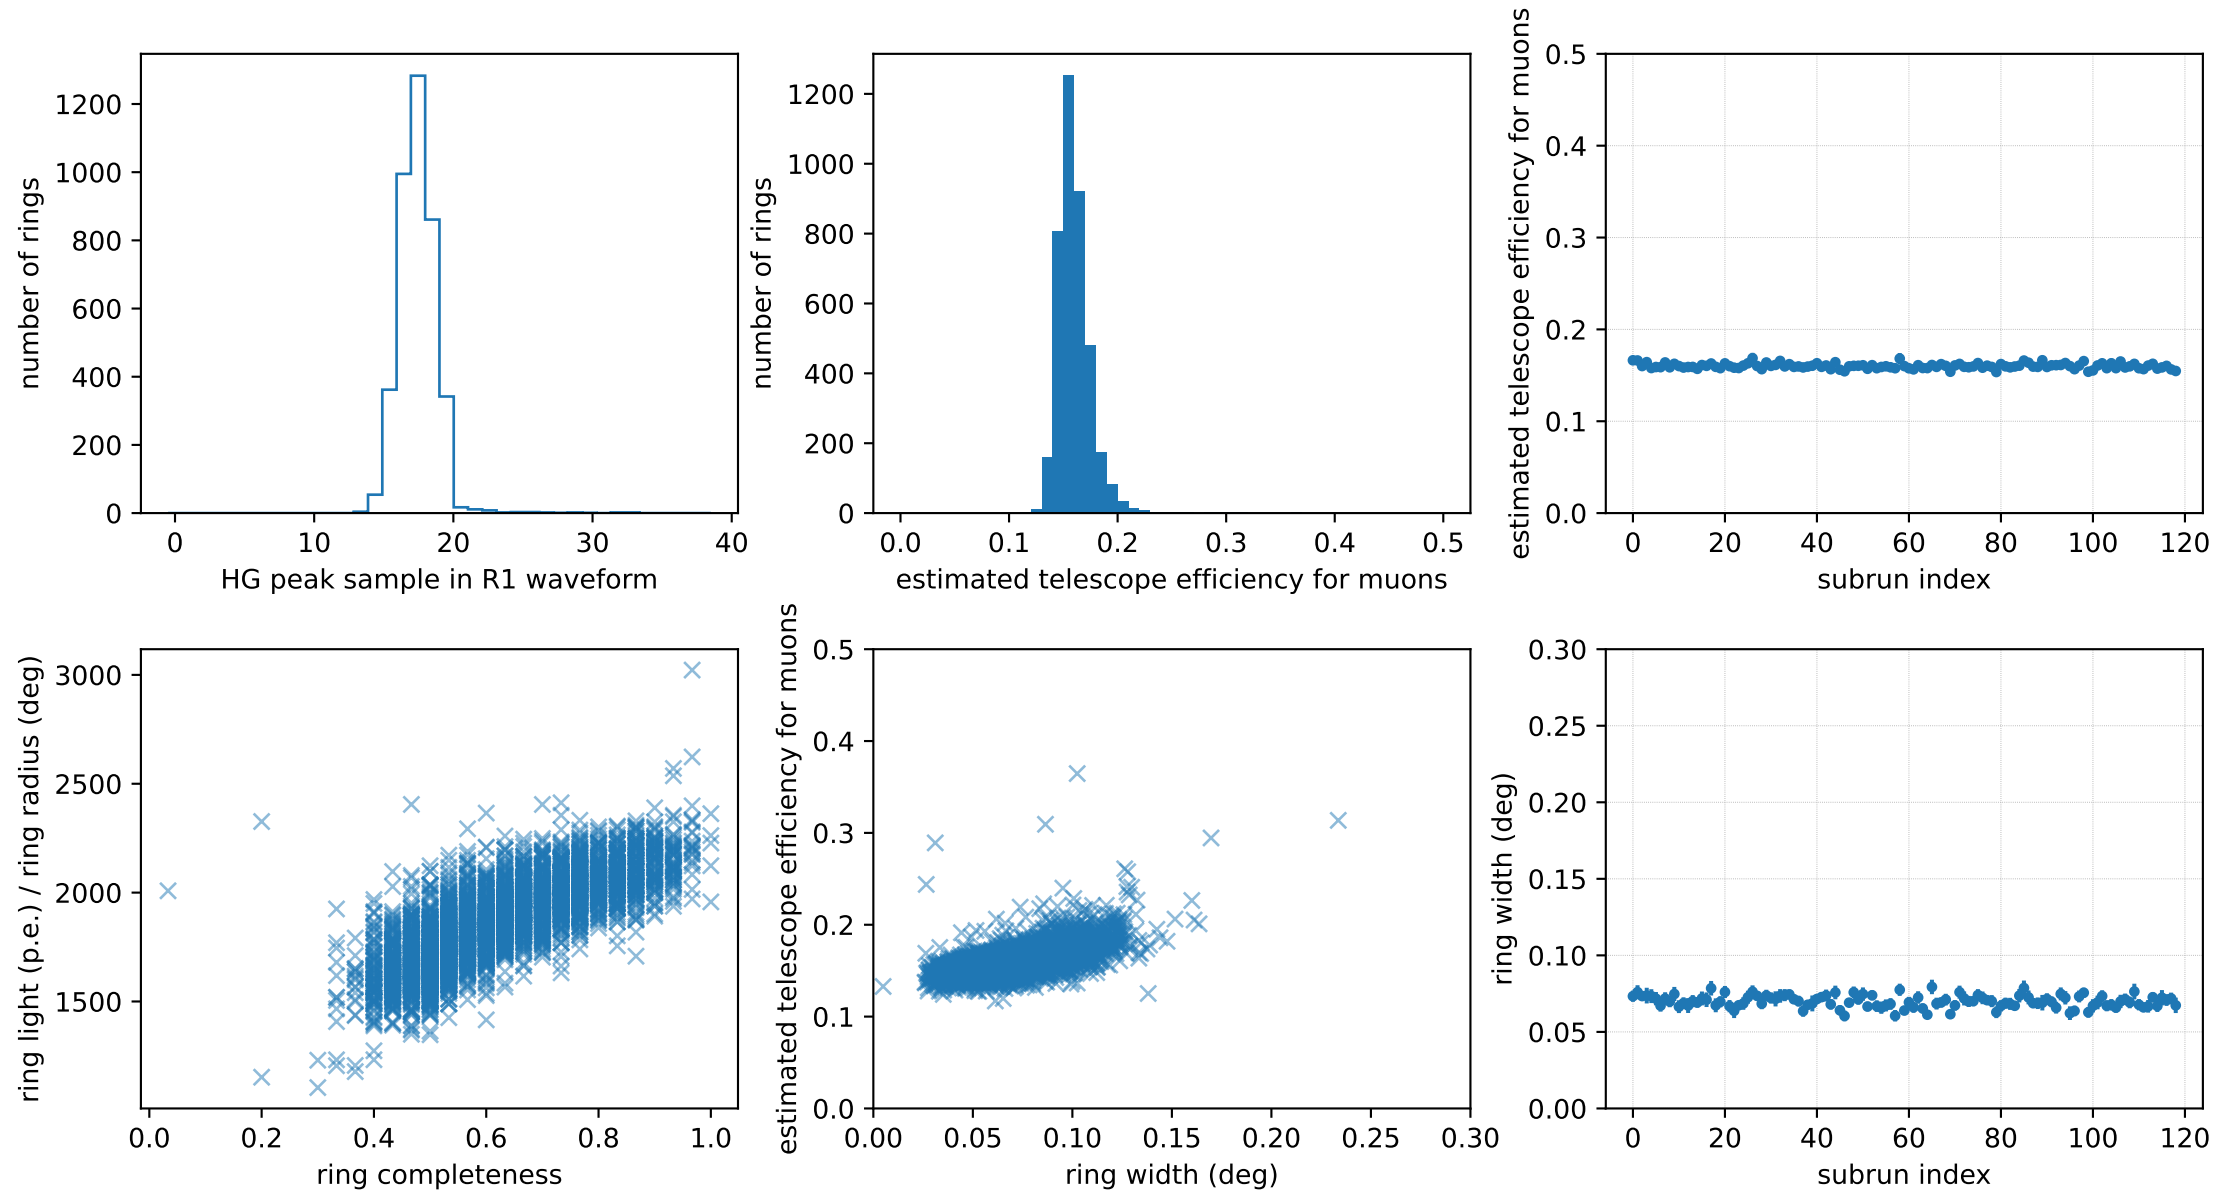 1200
1000
800
600
400
200
0
number of rings
0 10 20 30 40
HG peak sample in R1 waveform
1200
1000
800
600
400
200
0
number of rings
0.0 0.1 0.2 0.3 0.4 0.5
estimated telescope efficiency for muons
0.5
0.4
0.3
0.2
0.1
0.0
estimated telescope efficiency for muons
0 20 40 60 80 100 120
subrun index
3000
2500
2000
1500
ring light (p.e.) / ring radius (deg)
0.0 0.2 0.4 0.6 0.8 1.0
ring completeness
0.5
0.4
0.3
0.2
0.1
0.0
estimated telescope efficiency for muons
0.00 0.05 0.10 0.15 0.20 0.25 0.30
ring width (deg)
0.30
0.25
0.20
0.15
0.10
0.05
0.00
ring width (deg)
0 20 40 60 80 100 120
subrun index